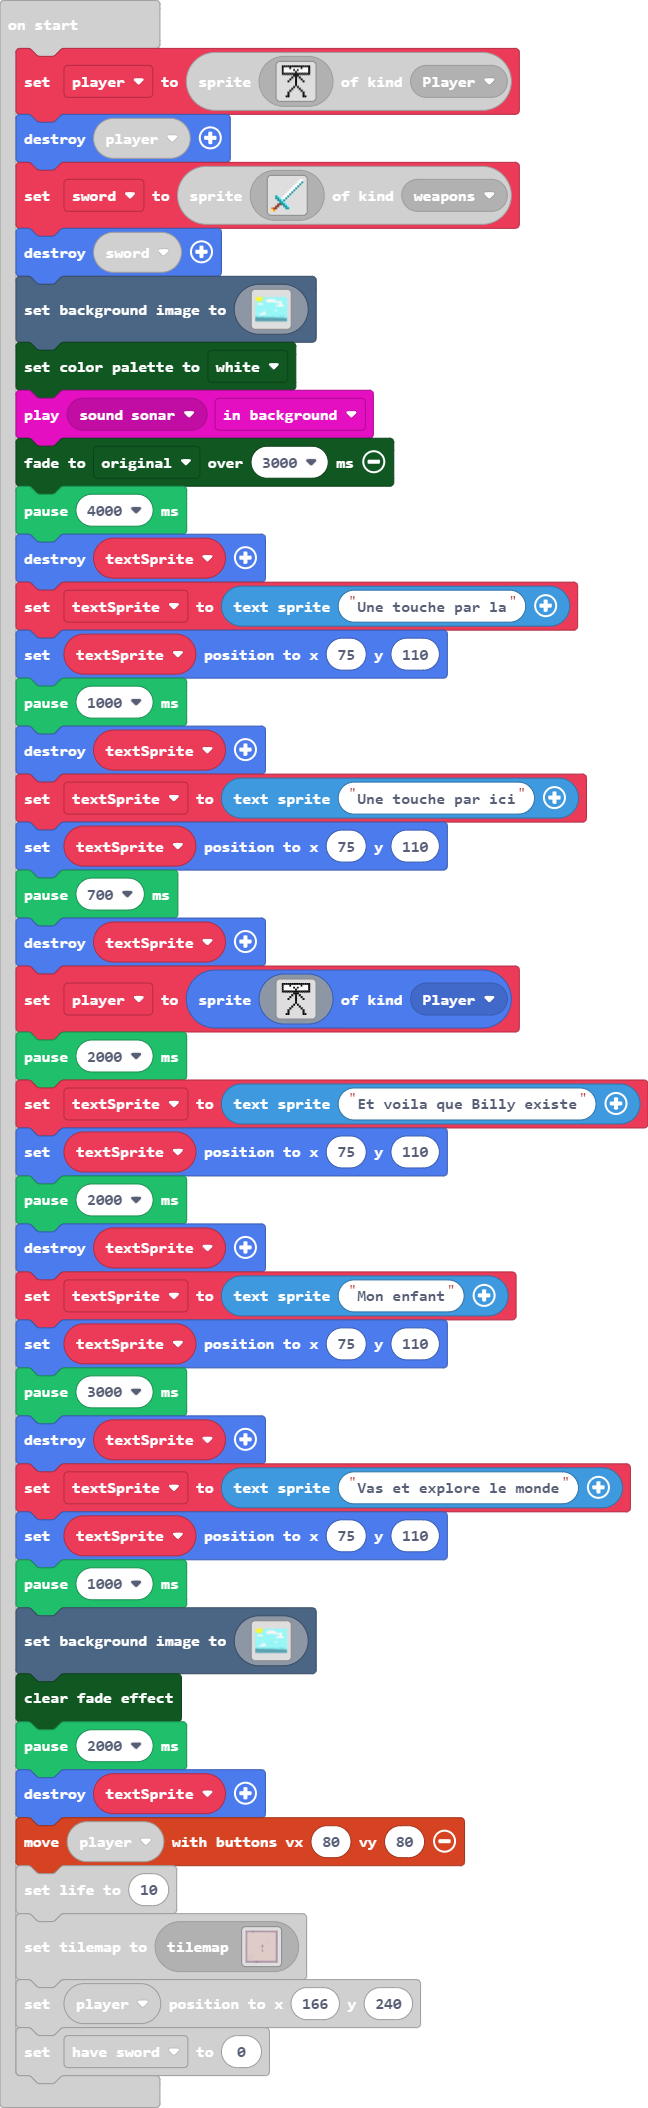 on start
set player to sprite of kind Player
destroy player
set sword to sprite of kind weapons
destroy sword
set background image to
set color palette to white
play sound sonar in background
fade to original over 3000 ms
pause 4000 ms
destroy textSprite
set textSprite to text sprite "Une touche par la"
set textSprite position to x 75 y 110
pause 1000 ms
destroy textSprite
set textSprite to text sprite "Une touche par ici"
set textSprite position to x 75 y 110
pause 700 ms
destroy textSprite
set player to sprite of kind Player
pause 2000 ms
set textSprite to text sprite "Et voila que Billy existe"
set textSprite position to x 75 y 110
pause 2000 ms
destroy textSprite
set textSprite to text sprite "Mon enfant"
set textSprite position to x 75 y 110
pause 3000 ms
destroy textSprite
set textSprite to text sprite "Vas et explore le monde"
set textSprite position to x 75 y 110
pause 1000 ms
set background image to
clear fade effect
pause 2000 ms
destroy textSprite
move player with buttons vx 80 vy 80
set life to 10
set tilemap to tilemap
set player position to x 166 y 240
set have sword to 0